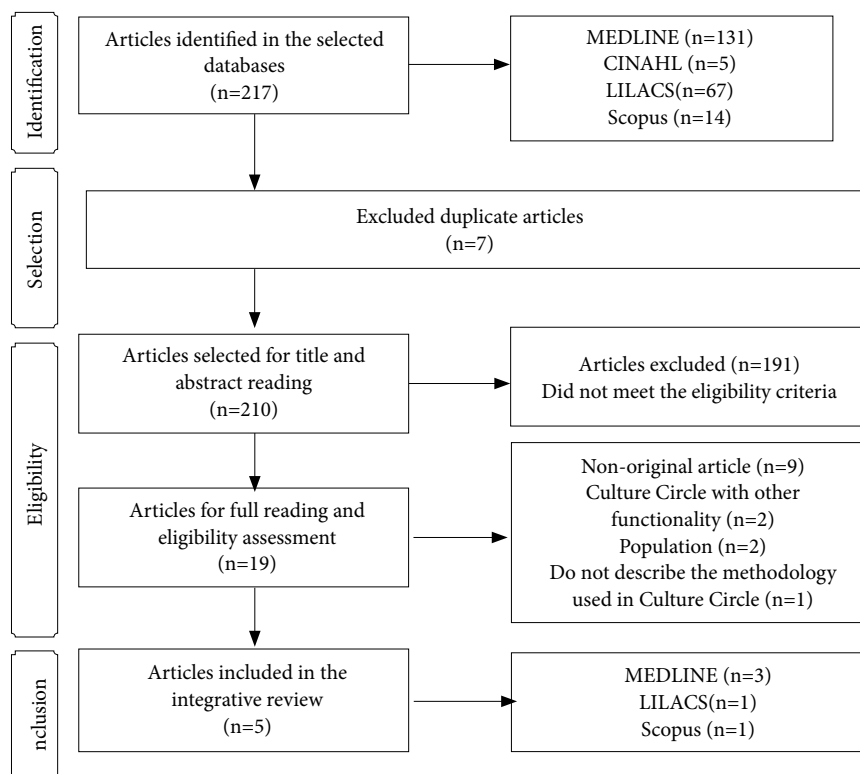 Identification
Articles identified in the selected
databases
(n=217)
MEDLINE (n=131)
CINAHL (n=5)
LILACS(n=67)
Scopus (n=14)
Selection
Excluded duplicate articles
(n=7)
Eligibility
Articles selected for title and
abstract reading
(n=210)
Articles excluded (n=191)
Did not meet the eligibility criteria
Articles for full reading and
eligibility assessment
(n=19)
Non-original article (n=9)
Culture Circle with other
functionality (n=2)
Population (n=2)
Do not describe the methodology
used in Culture Circle (n=1)
nclusion
Articles included in the
integrative review
(n=5)
MEDLINE (n=3)
LILACS(n=1)
Scopus (n=1)